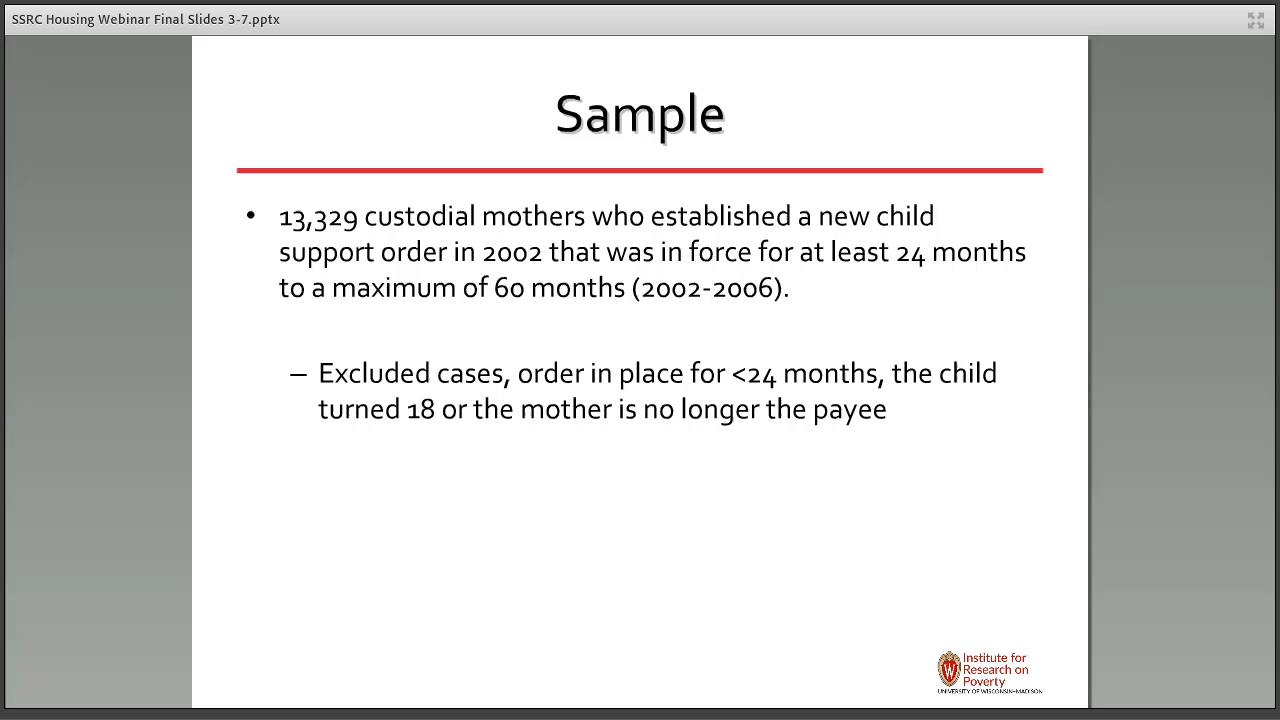 SSRC Housing Webinar Final Slides 3-7.pptx
Sample
• 13,329 custodial mothers who established a new child
support order in 2002 that was in force for at least 24 months
to a maximum of 60 months (2002-2006).
– Excluded cases, order in place for <24 months, the child
turned 18 or the mother is no longer the payee
Institute for
Research on
Poverty
UNIVERSITY OF WISCONSIN–MADISON